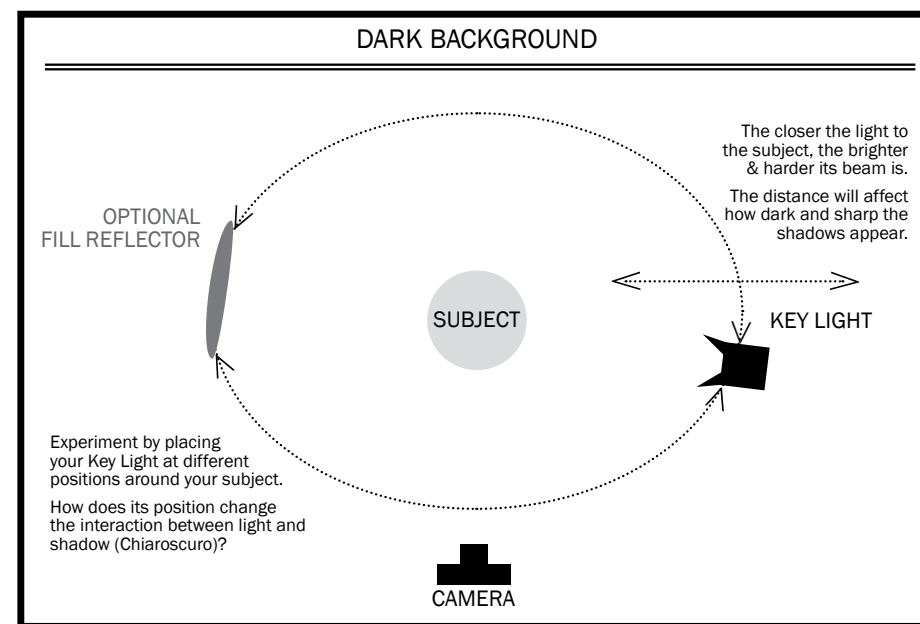 DARK BACKGROUND
The closer the light to
the subject, the brighter
& harder its beam is.
The distance will affect
how dark and sharp the
shadows appear.
OPTIONAL
FILL REFLECTOR
SUBJECT
KEY LIGHT
Experiment by placing
your Key Light at different
positions around your subject.
How does its position change
the interaction between light and
shadow (Chiaroscuro)?
CAMERA